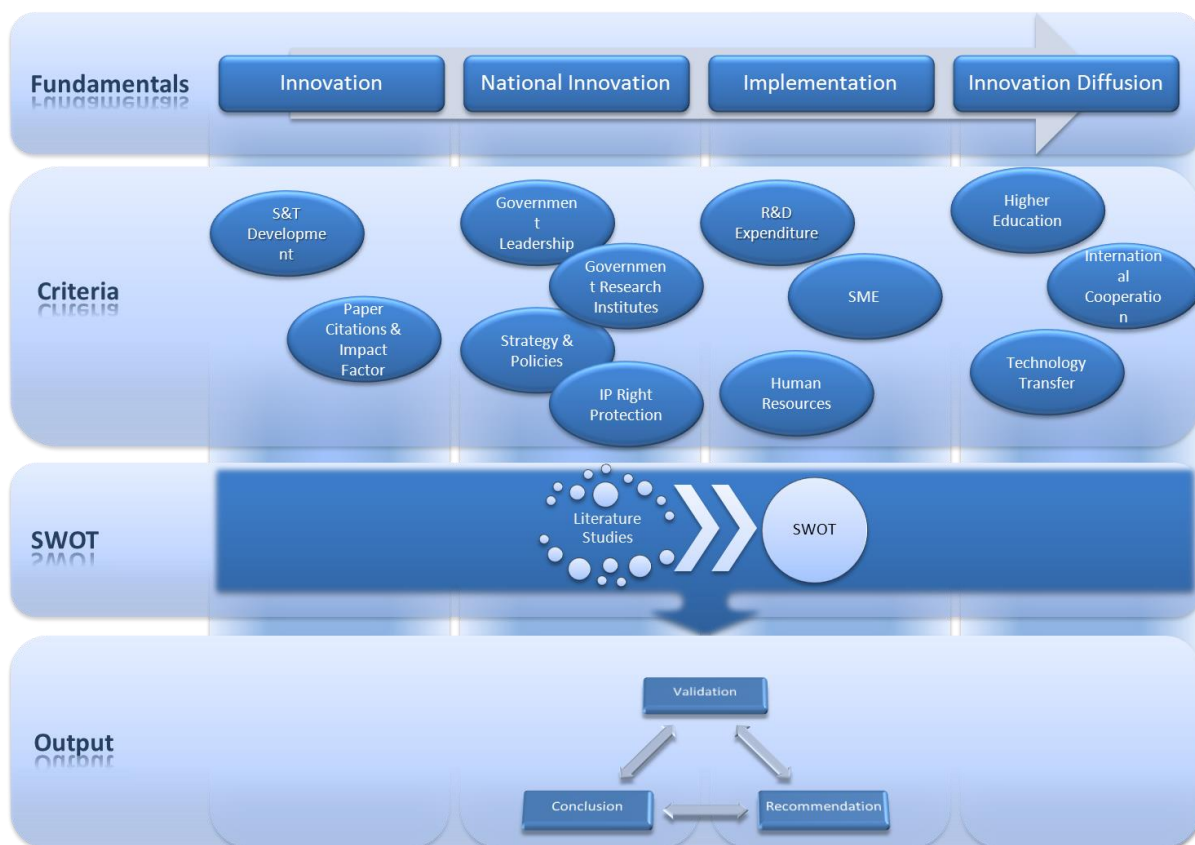 Fundamentals
Innovation
National Innovation
Implementation
Innovation Diffusion
Criteria
S&T
Developme
nt
Paper
Citations &
Impact
Factor
Governmen
t
Leadership
Governmen
t Research
Institutes
Strategy &
Policies
IP Right
Protection
R&D
Expenditure
SME
Human
Resources
Higher
Education
Internation
al
Cooperatio
n
Technology
Transfer
SWOT
Literature
Studies
SWOT
Output
Validation
Conclusion
Recommendation